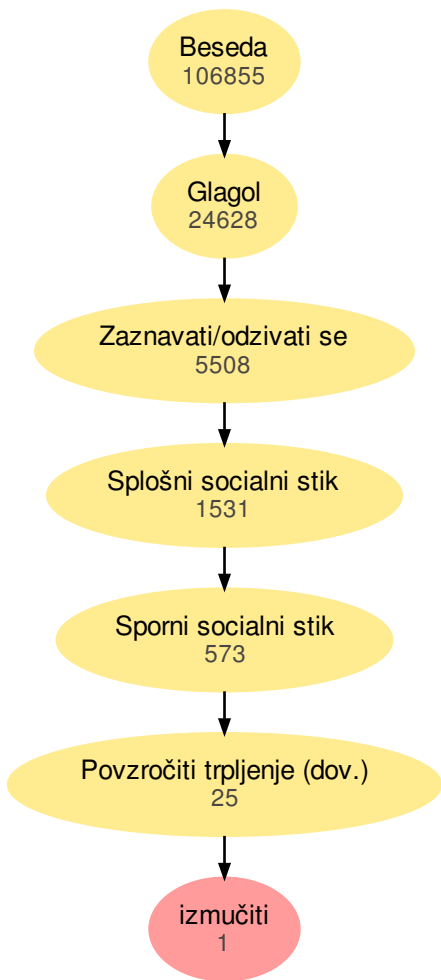 Beseda
106855
Glagol
24628
Zaznavati/odzivati se
5508
Splošni socialni stik
1531
Sporni socialni stik
573
Povzročiti trpljenje (dov.)
25
izmučiti
1